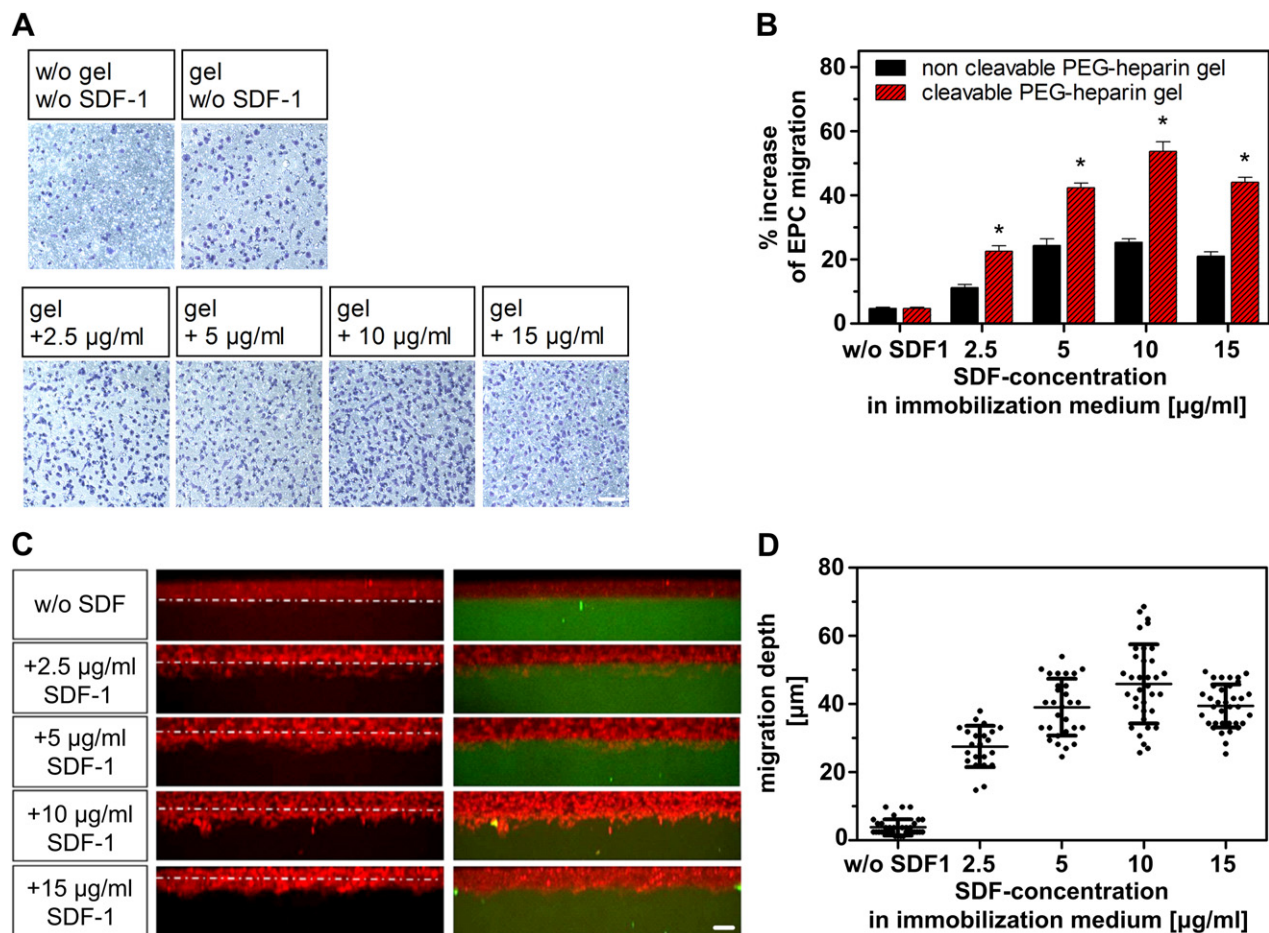 A
w/o gel
w/o SDF-1
gel
w/o SDF-1
gel
+2.5 µg/ml
gel
+ 5 µg/ml
gel
+ 10 µg/ml
gel
+ 15 µg/ml
B
80
60
40
20
0
% increase
of EPC migration
non cleavable PEG-heparin gel
cleavable PEG-heparin gel
*
*
*
*
w/o SDF1 2.5 5 10 15
SDF-concentration
in immobilization medium [µg/ml]
C
w/o SDF
+2.5 µg/ml
SDF-1
+5 µg/ml
SDF-1
+10 µg/ml
SDF-1
+15 µg/ml
SDF-1
D
80
60
40
20
0
migration depth
[µm]
w/o SDF1 2.5 5 10 15
SDF-concentration
in immobilization medium [µg/ml]